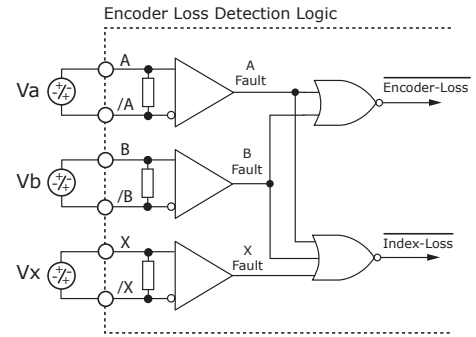 Encoder Loss Detection Logic
A
/A
Va
+/-
-/+
A
Fault
Encoder-Loss
B
/B
Vb
+/-
-/+
B
Fault
X
/X
Vx
+/-
-/+
X
Fault
Index-Loss